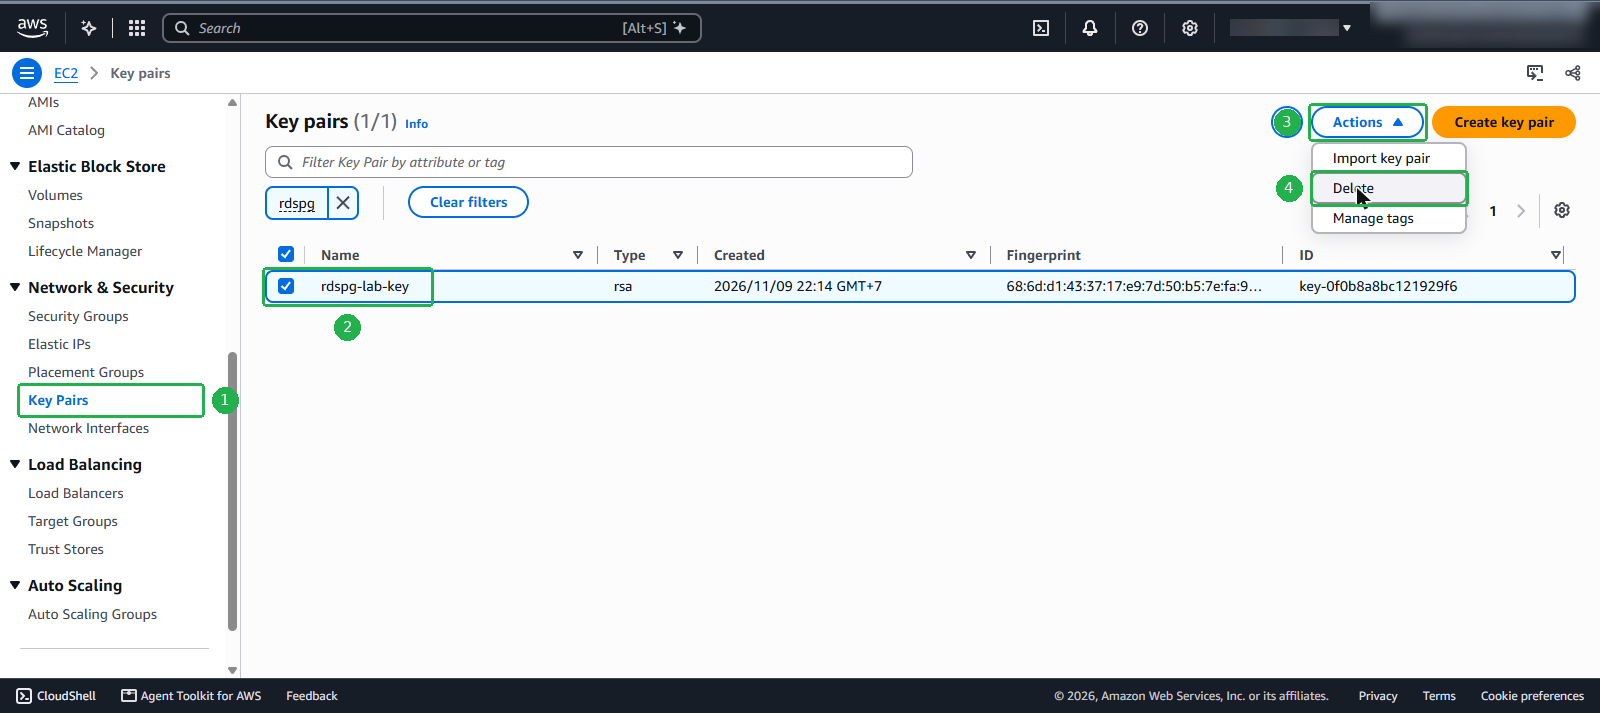 aws
Search [Alt+S]
EC2 > Key pairs
AMIs
AMI Catalog
Elastic Block Store
Volumes
Snapshots
Lifecycle Manager
Network & Security
Security Groups
Elastic IPs
Placement Groups
Key Pairs 1
Network Interfaces
Load Balancing
Load Balancers
Target Groups
Trust Stores
Auto Scaling
Auto Scaling Groups
Key pairs (1/1) Info
3 Actions Create key pair
Filter Key Pair by attribute or tag
Import key pair
4 Delete
Manage tags
rdspg Clear filters
1
Name Type Created Fingerprint ID
rdspg-lab-key rsa 2026/11/09 22:14 GMT+7 68:6d:d1:43:37:17:e9:7d:50:b5:7e:fa:9... key-0f0b8a8bc121929f6
2
CloudShell Agent Toolkit for AWS Feedback © 2026, Amazon Web Services, Inc. or its affiliates. Privacy Terms Cookie preferences